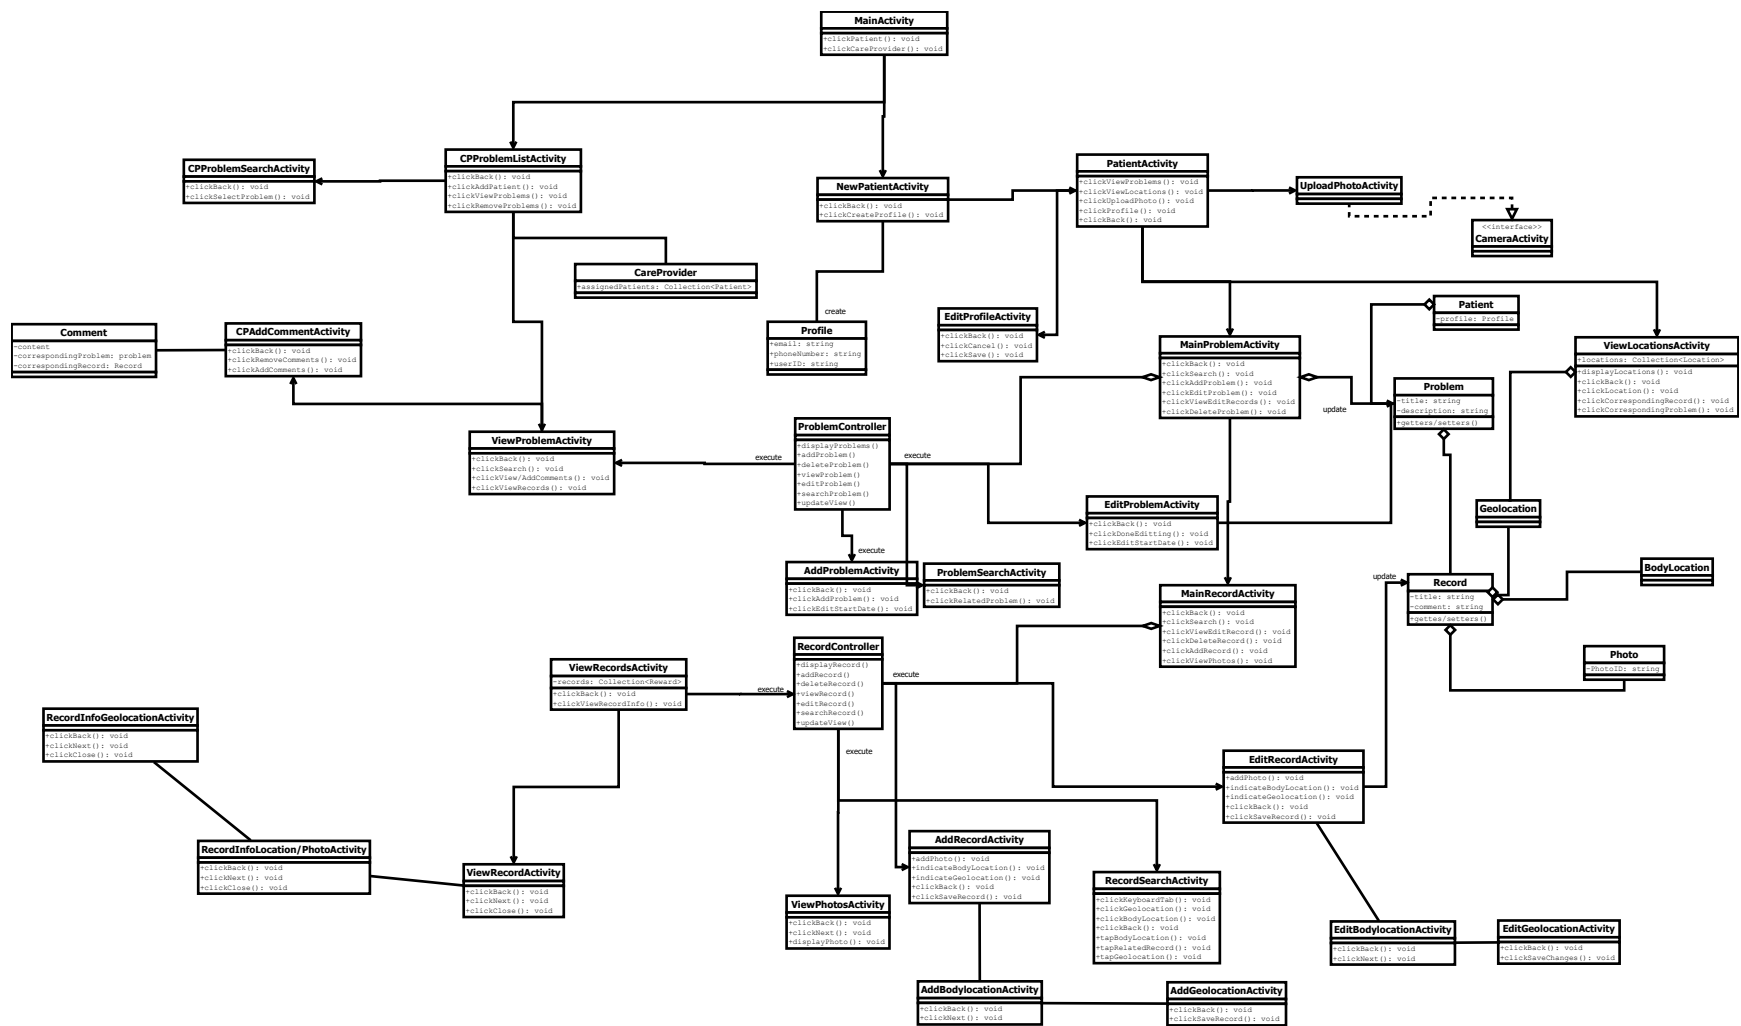 MainActivity
+clickPatient(): void
+clickCareProvider(): void
CPProblemSearchActivity
+clickBack(): void
+clickSelectProblem(): void
CPProblemListActivity
+clickBack(): void
+clickAddPatient(): void
+clickViewProblems(): void
+clickRemoveProblems(): void
NewPatientActivity
+clickBack(): void
+clickCreateProfile(): void
PatientActivity
+clickViewProblems(): void
+clickViewLocations(): void
+clickUploadPhoto(): void
+clickProfile(): void
+clickBack(): void
UploadPhotoActivity
<<interface>>
CameraActivity
CareProvider
+assignedPatients: Collection<Patient>
create
Profile
+email: string
+phoneNumber: string
+userID: string
EditProfileActivity
+clickBack(): void
+clickCancel(): void
+clickSave(): void
Patient
-profile: Profile
Comment
-content
-correspondingProblem: problem
-correspondingRecord: Record
CPAddCommentActivity
+clickBack(): void
+clickRemoveComments(): void
+clickAddComments(): void
MainProblemActivity
+clickBack(): void
+clickSearch(): void
+clickAddProblem(): void
+clickEditProblem(): void
+clickViewEditRecords(): void
+clickDeleteProblem(): void
update
Problem
-title: string
-description: string
+getters/setters()
ViewLocationsActivity
+locations: Collection<Location>
+displayLocations(): void
+clickBack(): void
+clickLocation(): void
+clickCorrespondingRecord(): void
+clickCorrespondingProblem(): void
ViewProblemActivity
+clickBack(): void
+clickSearch(): void
+clickView/AddComments(): void
+clickViewRecords(): void
execute
ProblemController
+displayProblems()
+addProblem()
+deleteProblem()
+viewProblem()
+editProblem()
+searchProblem()
+updateView()
execute
EditProblemActivity
+clickBack(): void
+clickDoneEditting(): void
+clickEditStartDate(): void
Geolocation
execute
AddProblemActivity
+clickBack(): void
+clickAddProblem(): void
+clickEditStartDate(): void
ProblemSearchActivity
+clickBack(): void
+clickRelatedProblem(): void
MainRecordActivity
+clickBack(): void
+clickSearch(): void
+clickViewEditRecord(): void
+clickDeleteRecord(): void
+clickAddRecord(): void
+clickViewPhotos(): void
update
Record
-title: string
-comment: string
+gettes/setters()
BodyLocation
Photo
-PhotoID: string
ViewRecordsActivity
-records: Collection<Reward>
+clickBack(): void
+clickViewRecordInfo(): void
execute
RecordController
+displayRecord()
+addRecord()
+deleteRecord()
+viewRecord()
+editRecord()
+searchRecord()
+updateView()
execute
execute
RecordInfoGeolocationActivity
+clickBack(): void
+clickNext(): void
+clickClose(): void
EditRecordActivity
+addPhoto(): void
+indicateBodyLocation(): void
+indicateGeolocation(): void
+clickBack(): void
+clickSaveRecord(): void
RecordInfoLocation/PhotoActivity
+clickBack(): void
+clickNext(): void
+clickClose(): void
ViewRecordActivity
+clickBack(): void
+clickNext(): void
+clickClose(): void
AddRecordActivity
+addPhoto(): void
+indicateBodyLocation(): void
+indicateGeolocation(): void
+clickBack(): void
+clickSaveRecord(): void
ViewPhotosActivity
+clickBack(): void
+clickNext(): void
+displayPhoto(): void
RecordSearchActivity
+clickKeyboardTab(): void
+clickGeolocation(): void
+clickBodyLocation(): void
+clickBack(): void
+tapBodyLocation(): void
+tapRelatedRecord(): void
+tapGeolocation(): void
EditBodylocationActivity
+clickBack(): void
+clickNext(): void
EditGeolocationActivity
+clickBack(): void
+clickSaveChanges(): void
AddBodylocationActivity
+clickBack(): void
+clickNext(): void
AddGeolocationActivity
+clickBack(): void
+clickSaveRecord(): void